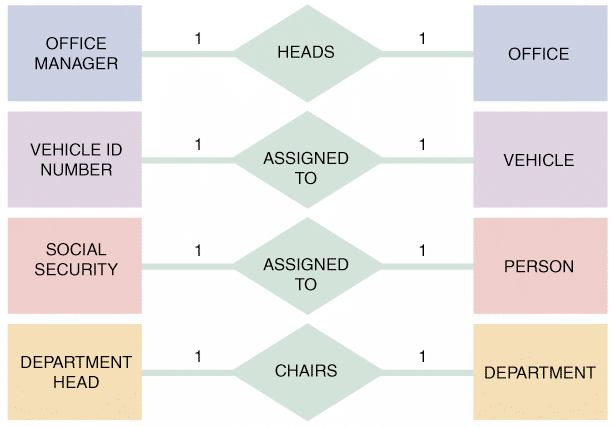 OFFICE
MANAGER
1
HEADS
1
OFFICE
VEHICLE ID
NUMBER
1
ASSIGNED
TO
1
VEHICLE
SOCIAL
SECURITY
1
ASSIGNED
TO
1
PERSON
DEPARTMENT
HEAD
1
CHAIRS
1
DEPARTMENT